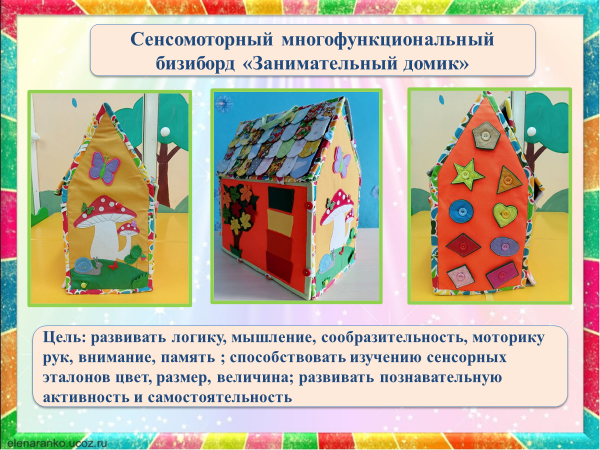 Сенсомоторный многофункциональный
бизиборд «Занимательный домик»
Цель: развивать логику, мышление, сообразительность, моторику
рук, внимание, память ; способствовать изучению сенсорных
эталонов цвет, размер, величина; развивать познавательную
активность и самостоятельность
elenaranko.ucoz.ru